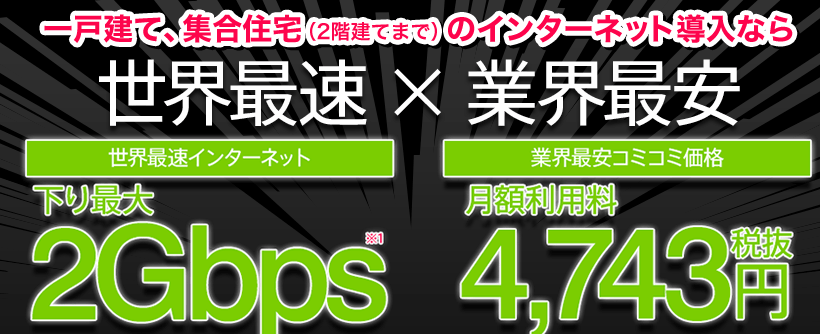 一戸建て、集合住宅(2階建てまで)のインターネット導入なら
世界最速×業界最安
世界最速インターネット
下り最大
2Gbps※1
業界最安コミコミ価格
月額利用料
4,743円税抜